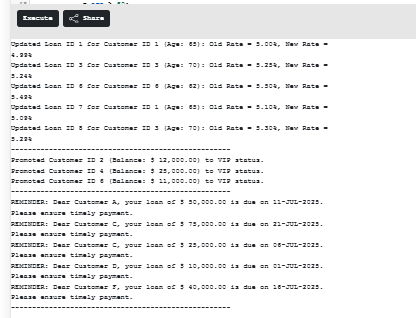 Execute
Share
Updated Loan ID 1 for Customer ID 1 (Age: 65): Old Rate = 5.00%, New Rate =
4.99%
Updated Loan ID 3 for Customer ID 3 (Age: 70): Old Rate = 5.25%, New Rate =
5.24%
Updated Loan ID 6 for Customer ID 6 (Age: 62): Old Rate = 5.50%, New Rate =
5.49%
Updated Loan ID 7 for Customer ID 1 (Age: 65): Old Rate = 5.10%, New Rate =
5.09%
Updated Loan ID 8 for Customer ID 3 (Age: 70): Old Rate = 5.30%, New Rate =
5.29%
--------------------------------------------
Promoted Customer ID 2 (Balance: $ 12,000.00) to VIP status.
Promoted Customer ID 4 (Balance: $ 25,000.00) to VIP status.
Promoted Customer ID 6 (Balance: $ 11,000.00) to VIP status.
--------------------------------------------
REMINDER: Dear Customer A, your loan of $ 50,000.00 is due on 11-JUL-2025.
Please ensure timely payment.
REMINDER: Dear Customer C, your loan of $ 75,000.00 is due on 21-JUL-2025.
Please ensure timely payment.
REMINDER: Dear Customer C, your loan of $ 25,000.00 is due on 08-JUL-2025.
Please ensure timely payment.
REMINDER: Dear Customer D, your loan of $ 10,000.00 is due on 01-JUL-2025.
Please ensure timely payment.
REMINDER: Dear Customer F, your loan of $ 40,000.00 is due on 16-JUL-2025.
Please ensure timely payment.
--------------------------------------------